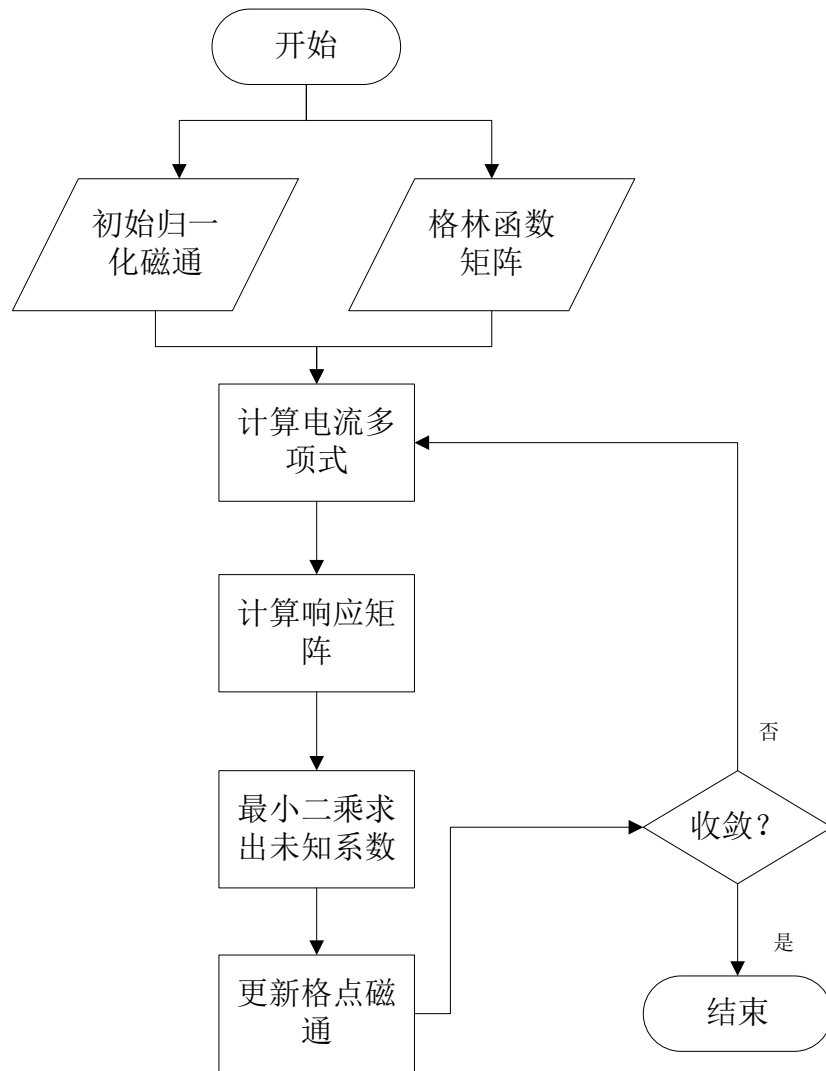 开始
初始归一
化磁通
格林函数
矩阵
计算电流多
项式
计算响应矩
阵
最小二乘求
出未知系数
更新格点磁
通
否
收敛？
是
结束